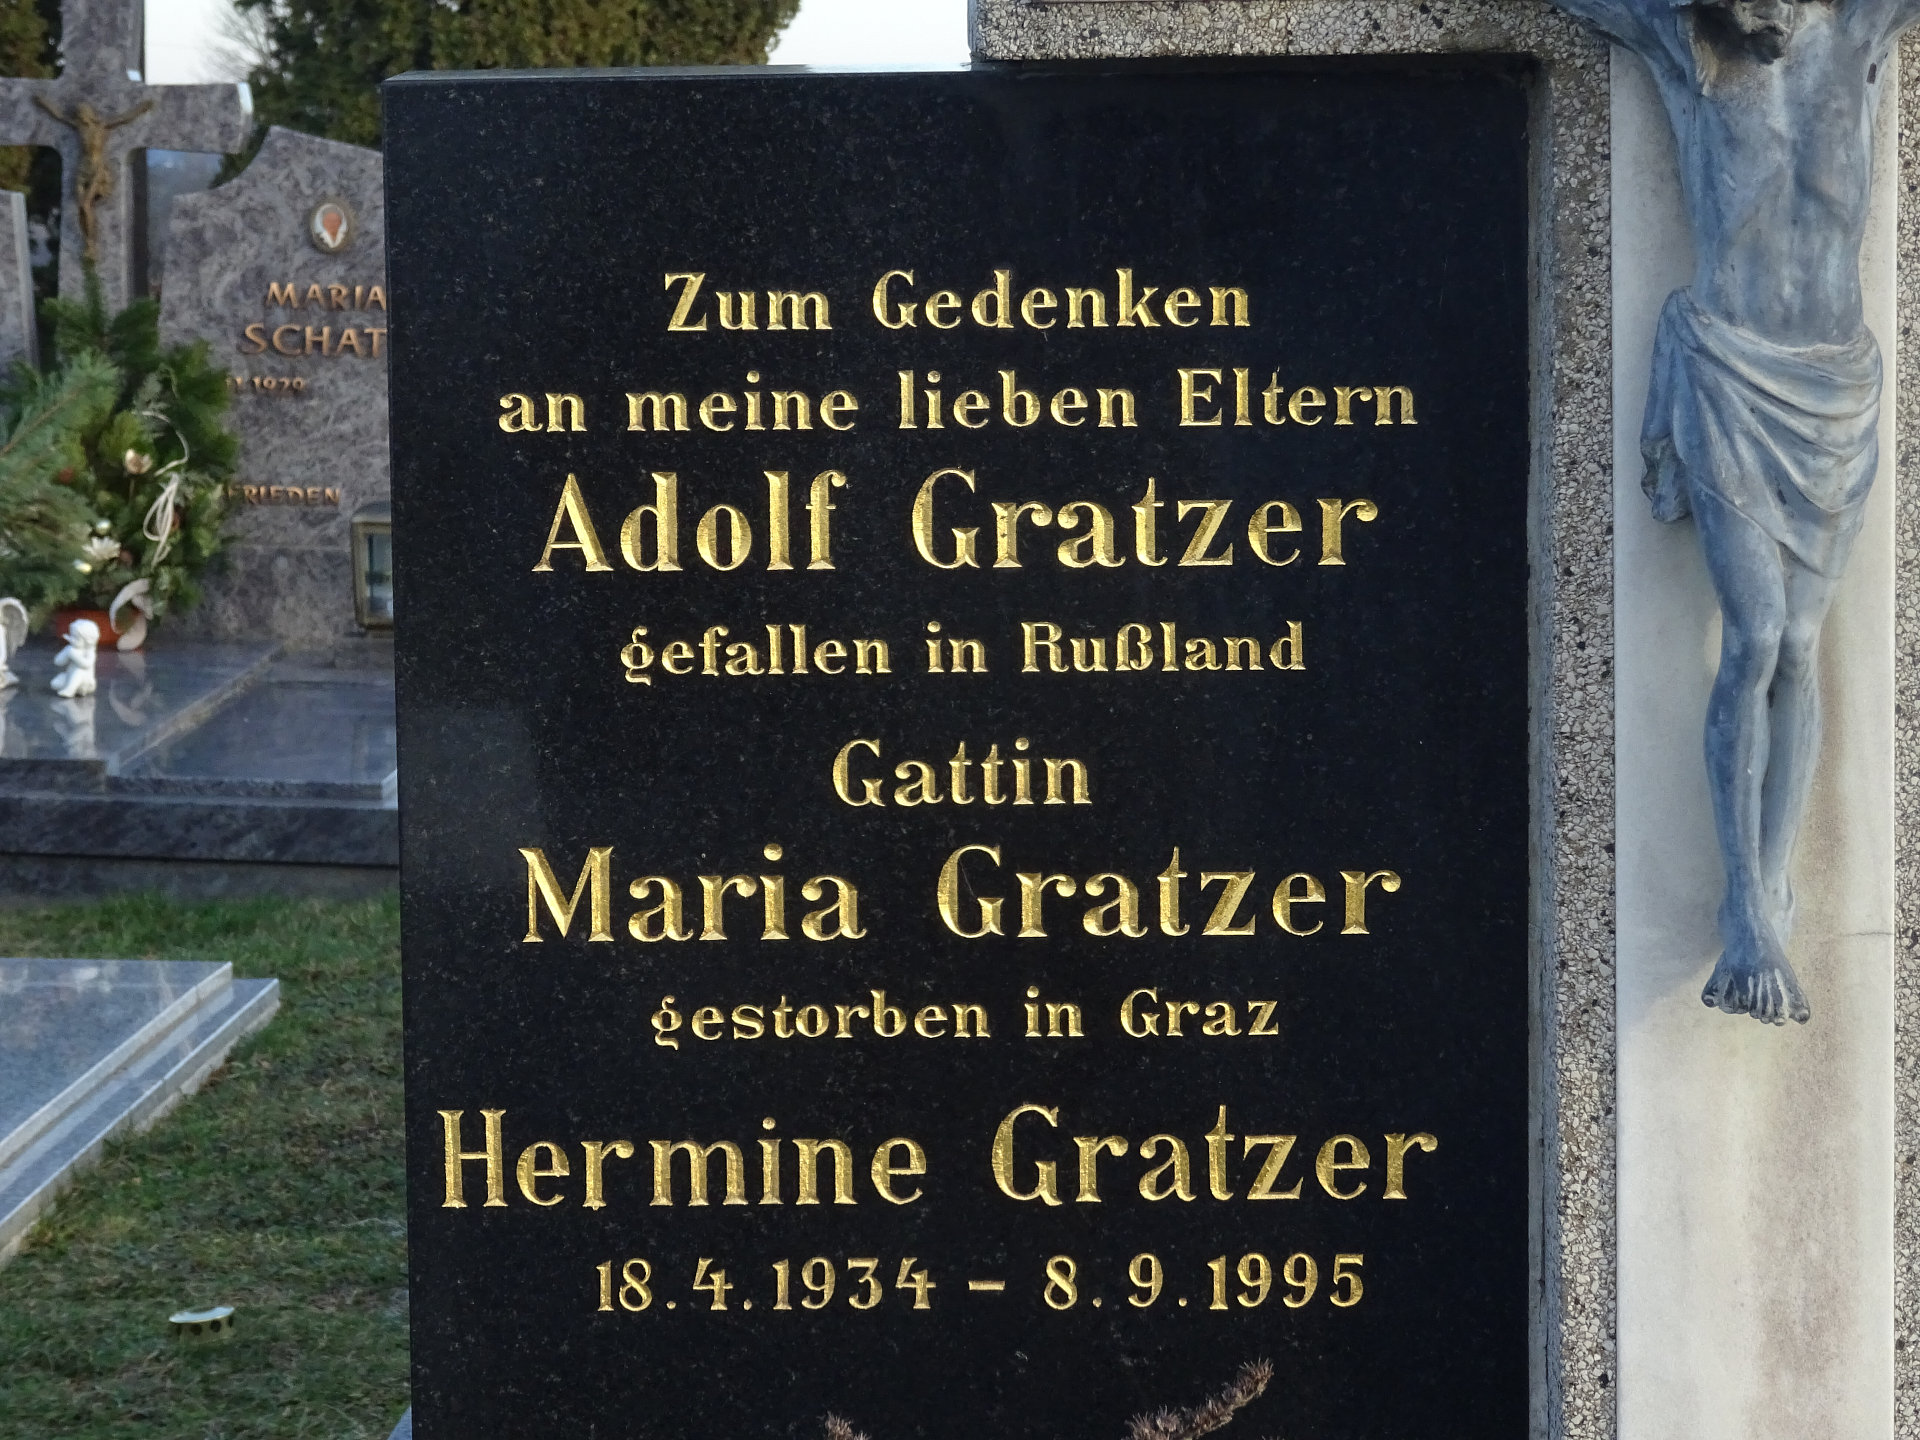 Zum Gedenken
an meine lieben Eltern
Adolf Gratzer
gefallen in Rußland
Gattin
Maria Gratzer
gestorben in Graz
Hermine Gratzer
18.4.1934 – 8.9.1995
MARIA
SCHAT
1979
FRIEDEN